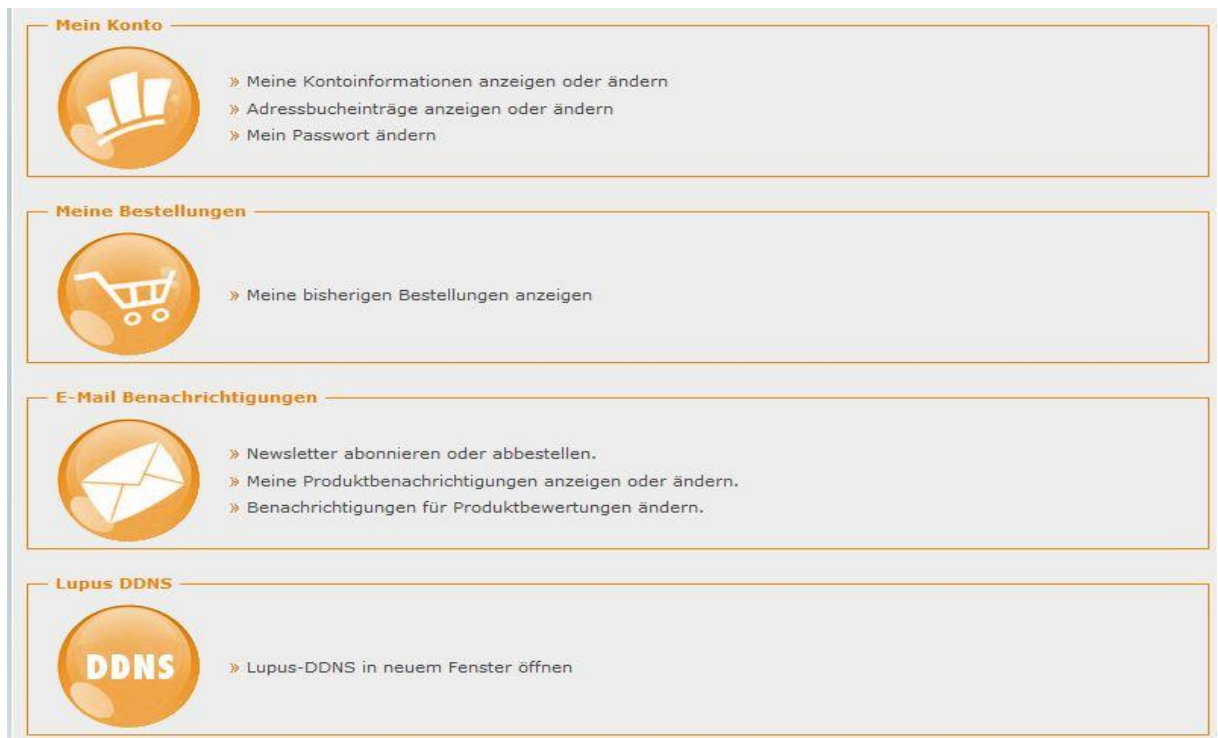 Mein Konto
» Meine Kontoinformationen anzeigen oder ändern
» Adressbucheinträge anzeigen oder ändern
» Mein Passwort ändern
Meine Bestellungen
» Meine bisherigen Bestellungen anzeigen
E-Mail Benachrichtigungen
» Newsletter abonnieren oder abbestellen.
» Meine Produktbenachrichtigungen anzeigen oder ändern.
» Benachrichtigungen für Produktbewertungen ändern.
Lupus DDNS
DDNS
» Lupus-DDNS in neuem Fenster öffnen